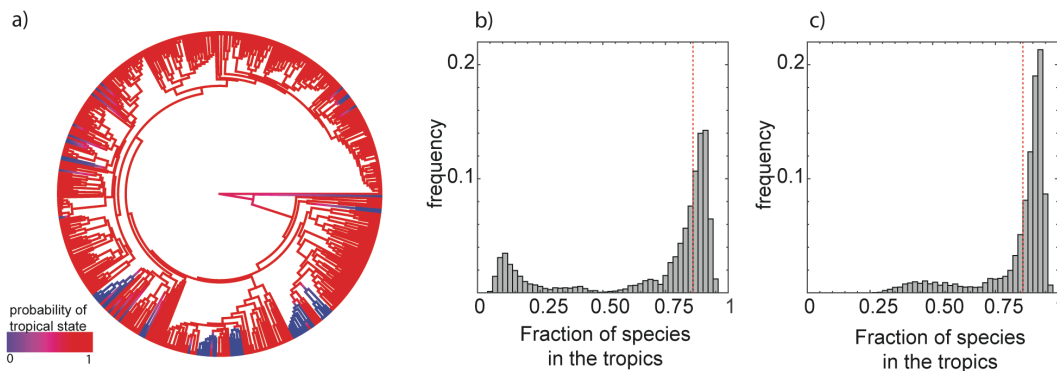 a)
probability of
tropical state
0 1
b)
0.2
0.1
frequency
0 0.25 0.50 0.75 1
Fraction of species
in the tropics
c)
0.2
0.1
frequency
0 0.25 0.50 0.75 1
Fraction of species
in the tropics